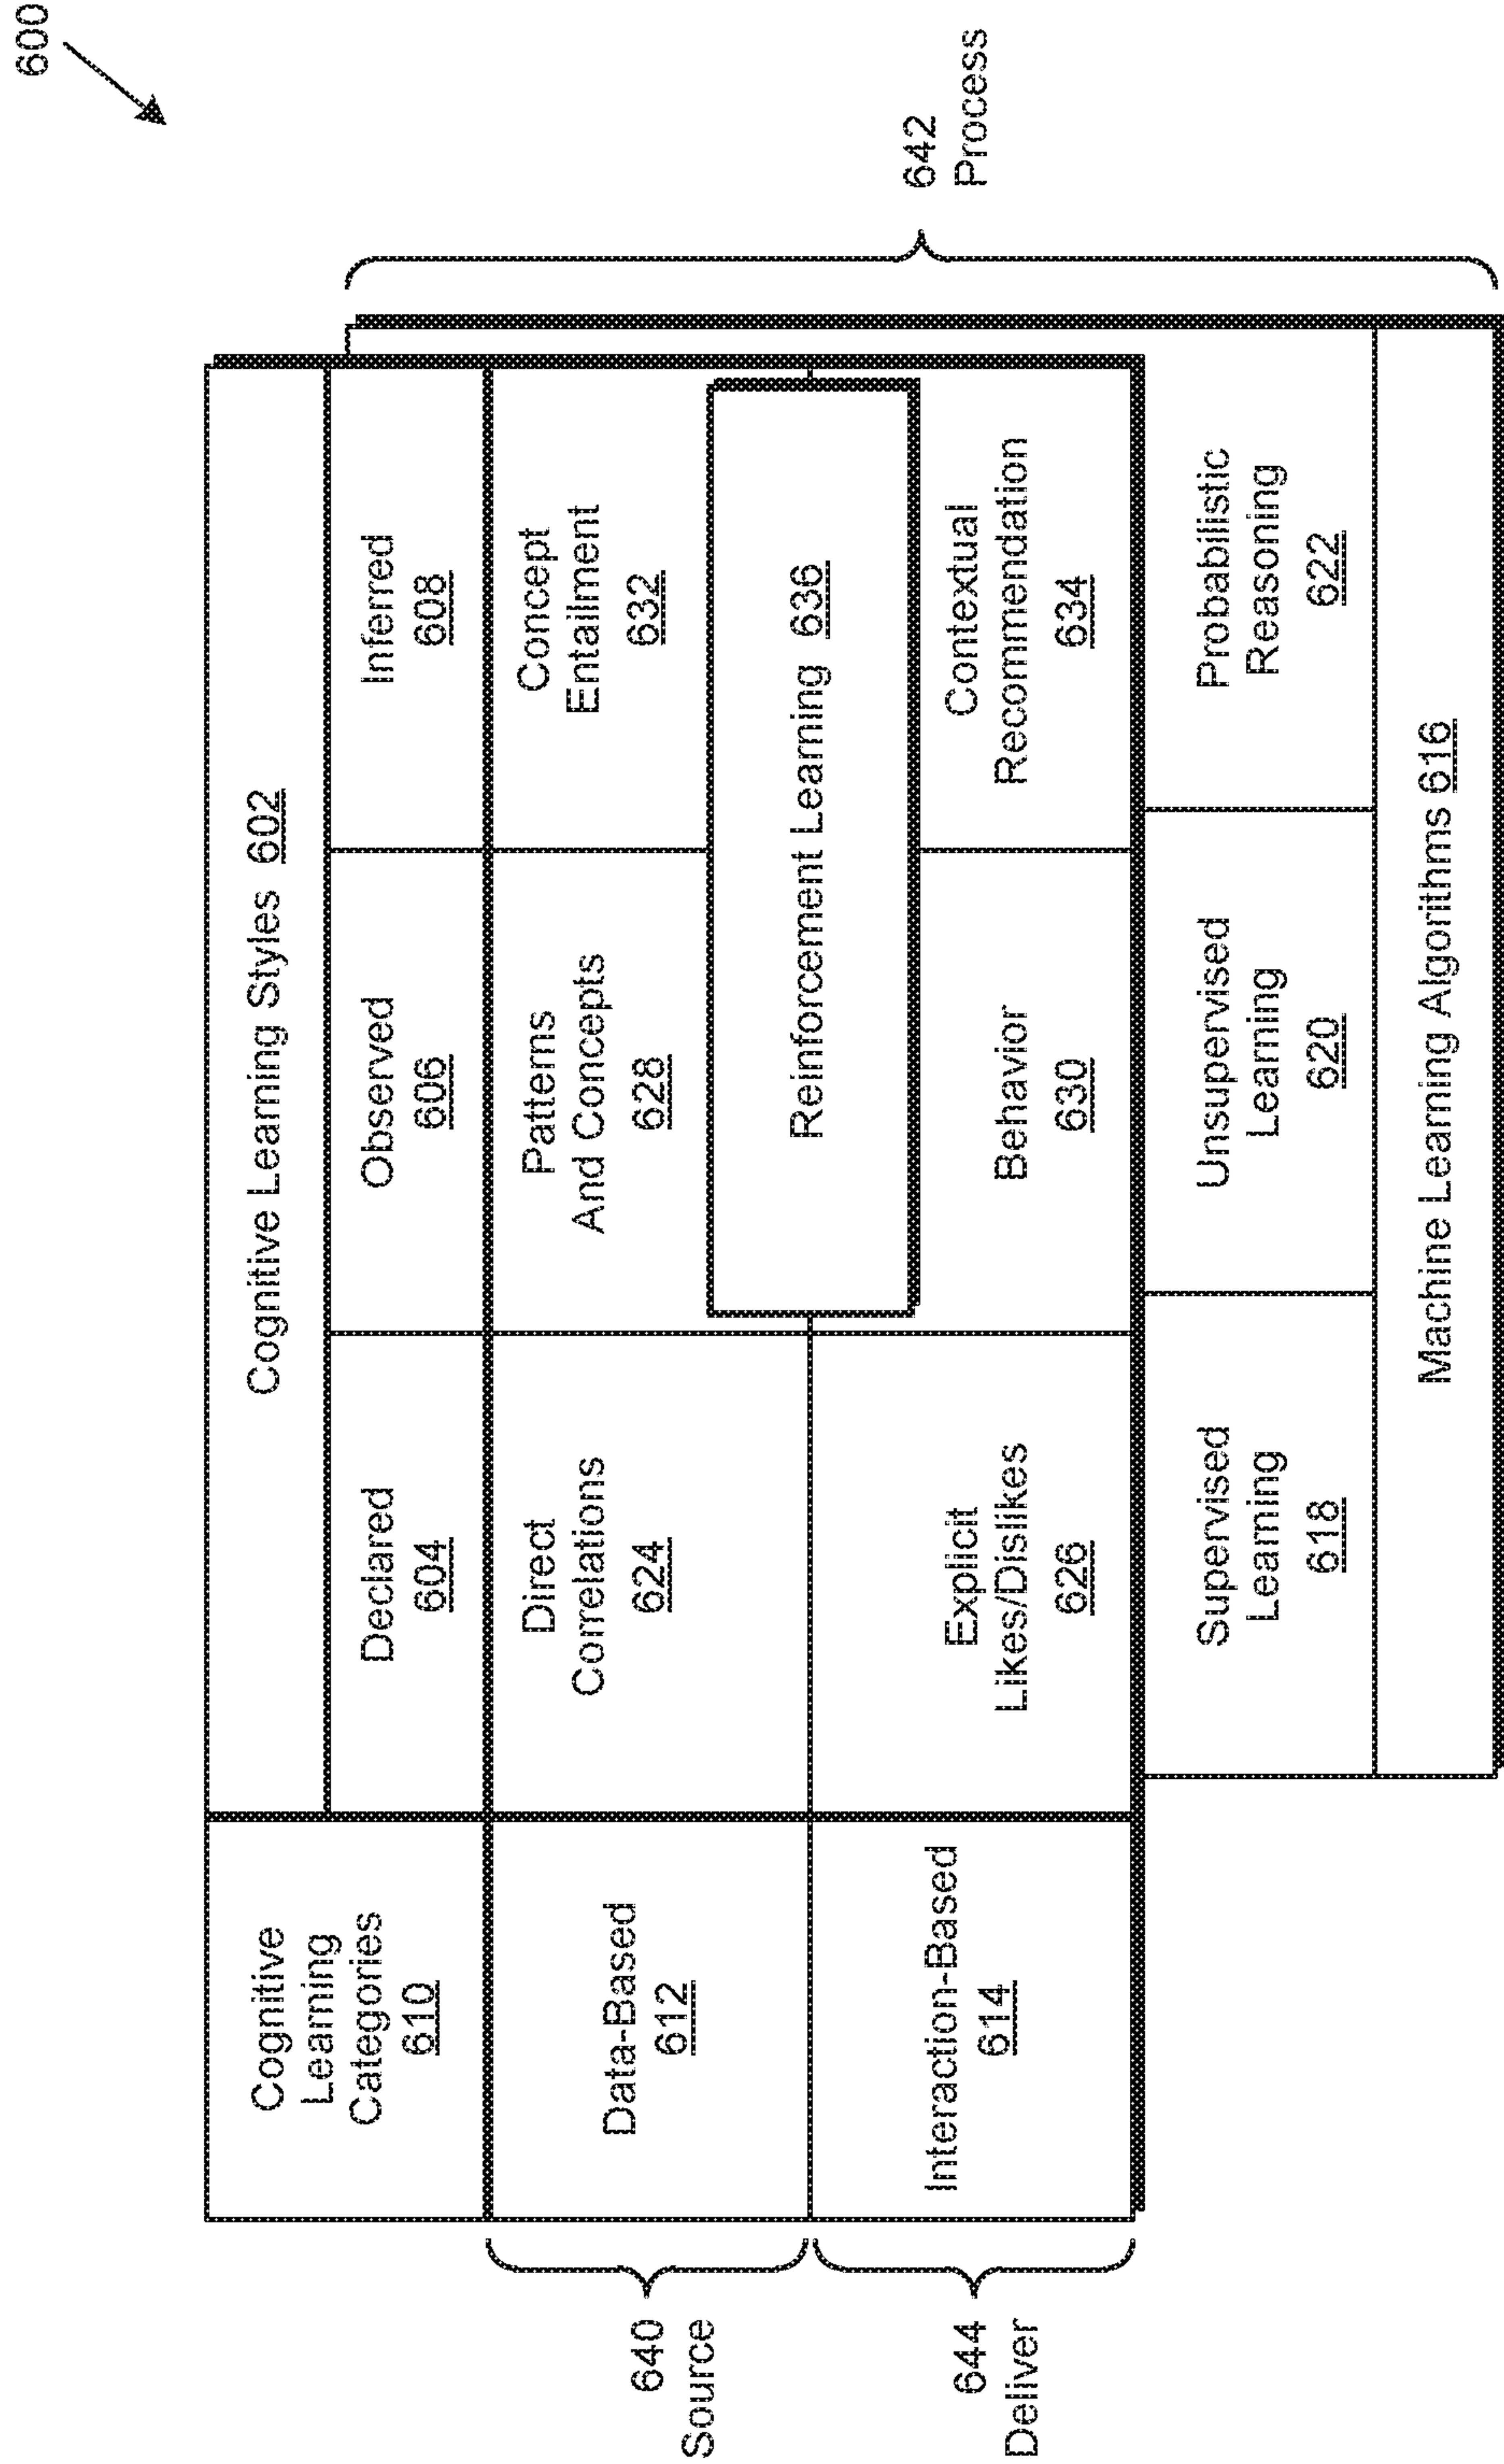 600
Cognitive Learning Styles 602
Cognitive
Learning
Categories
610
Declared
604
Observed
606
Inferred
608
640
Source
Data-Based
612
Direct
Correlations
624
Patterns
And Concepts
628
Concept
Entailment
632
Reinforcement Learning 636
644
Deliver
Interaction-Based
614
Explicit
Likes/Dislikes
626
Behavior
630
Contextual
Recommendation
634
642
Process
Supervised
Learning
618
Unsupervised
Learning
620
Probabilistic
Reasoning
622
Machine Learning Algorithms 616